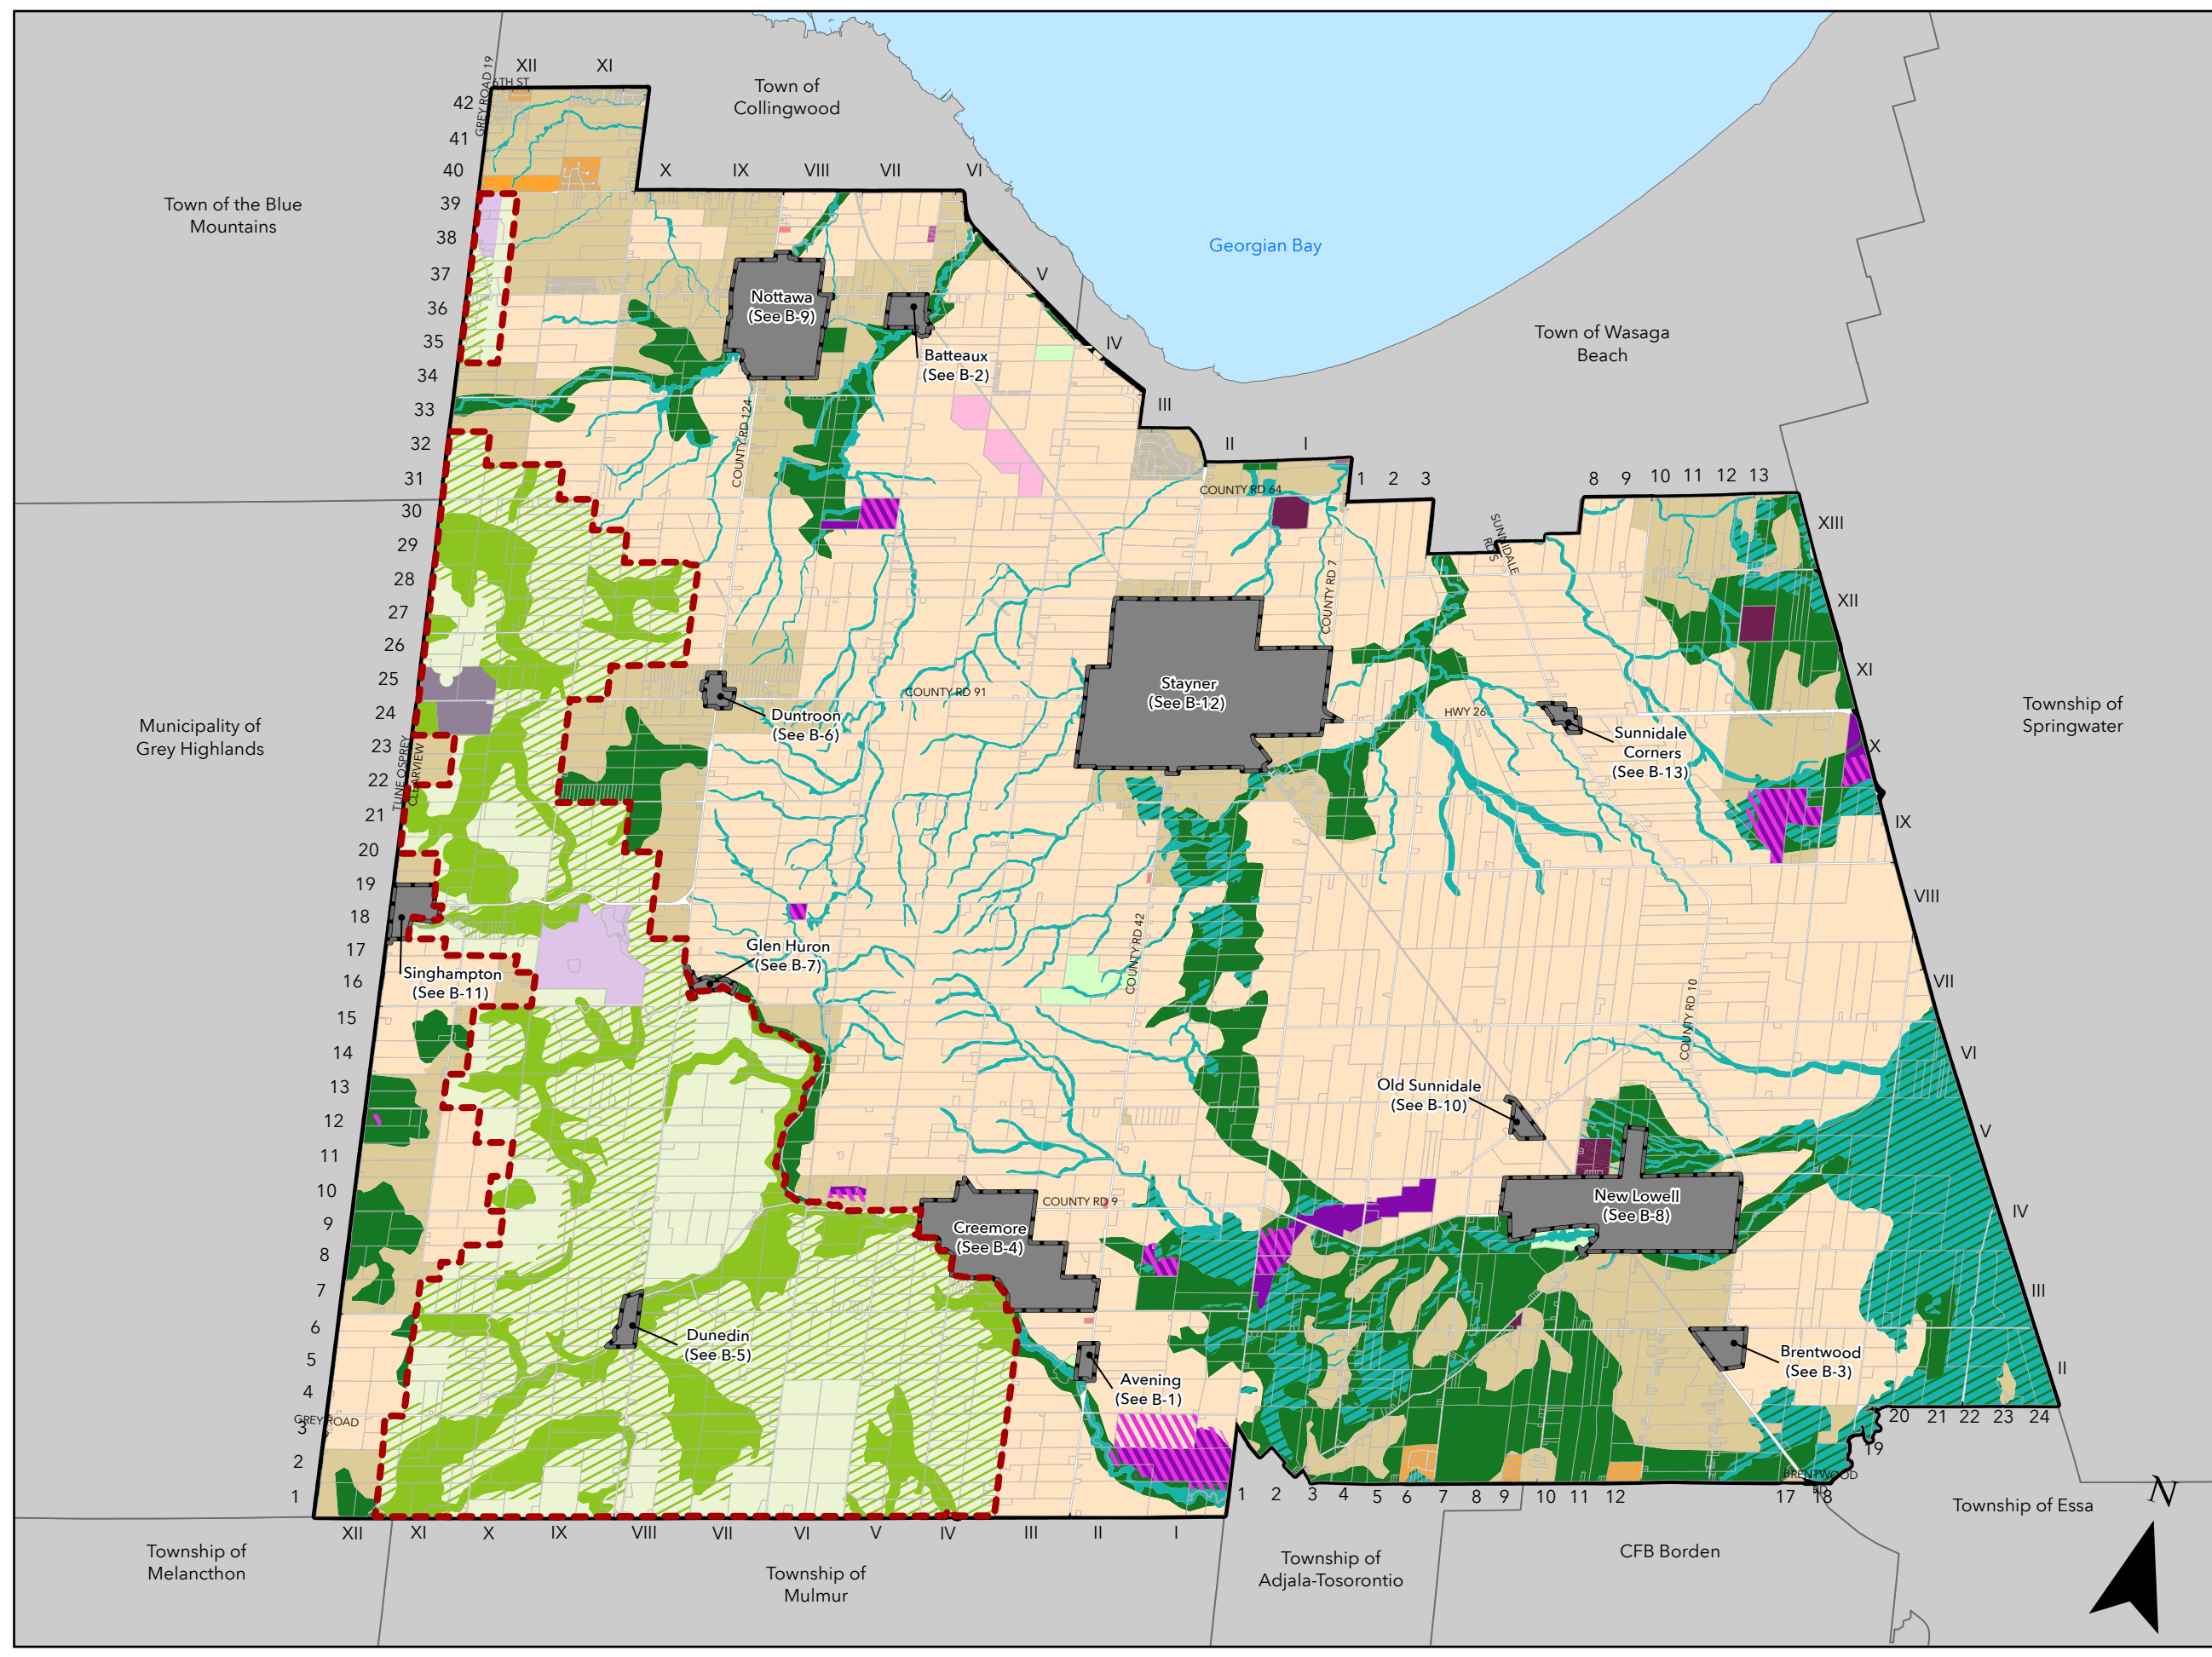 XII
XI
GREY ROAD 19
6TH ST
Town of
Collingwood
42
41
40
39
38
37
36
35
34
33
32
31
30
29
28
27
26
25
24
23
22
21
20
19
18
17
16
15
14
13
12
11
10
9
8
7
6
5
4
3
2
1
X
IX
VIII
VII
VI
V
IV
III
II
I
1
2
3
8
9
10
11
12
13
XIII
XII
XI
X
IX
VIII
VII
VI
V
IV
III
II
Town of the Blue
Mountains
Georgian Bay
Town of Wasaga
Beach
Nottawa
(See B-9)
Batteaux
(See B-2)
COUNTY RD 124
COUNTY RD 64
SUNNIDALE
RD S
COUNTY RD 7
Municipality of
Grey Highlands
Township of
Springwater
Duntroon
(See B-6)
COUNTY RD 91
Stayner
(See B-12)
HWY 26
Sunnidale
Corners
(See B-13)
CLEARVIEW
Singhampton
(See B-11)
Glen Huron
(See B-7)
COUNTY RD 42
COUNTY RD 10
Old Sunnidale
(See B-10)
New Lowell
(See B-8)
COUNTY RD 9
Creemore
(See B-4)
Dunedin
(See B-5)
Avening
(See B-1)
Brentwood
(See B-3)
GREY ROAD
BRENTWOOD
RD
20
21
22
23
24
19
1
2
3
4
5
6
7
8
9
10
11
12
17
18
XII
XI
X
IX
VIII
VII
VI
V
IV
III
II
I
Township of
Melancthon
Township of
Mulmur
Township of
Adjala-Tosorontio
CFB Borden
Township of Essa
N